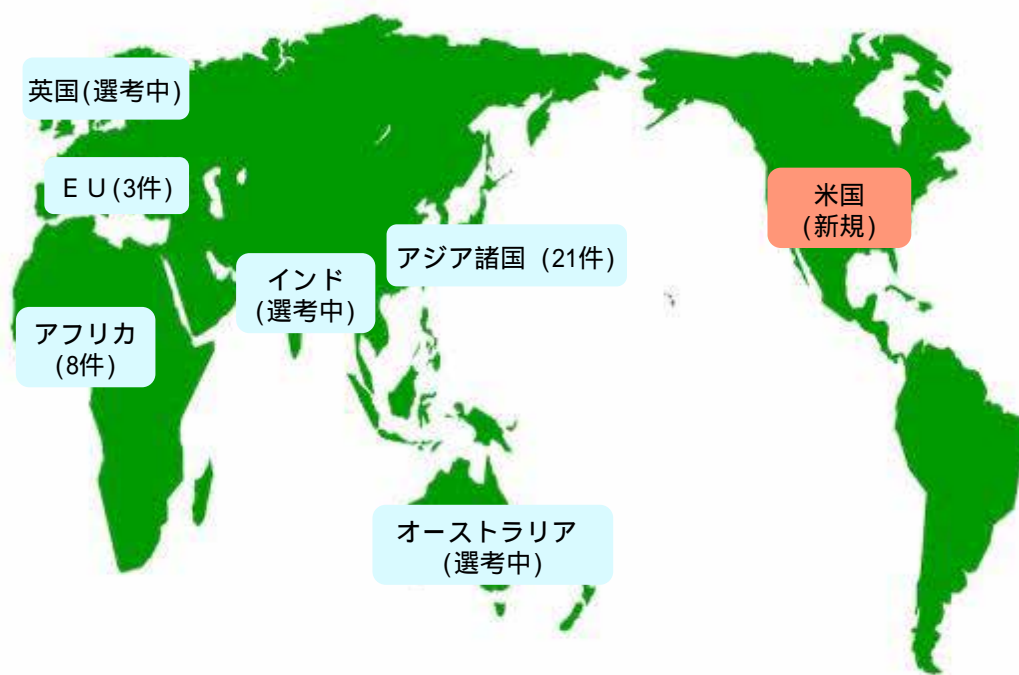 英国(選考中)
ＥＵ(3件)
米国
(新規)
アジア諸国 (21件)
インド
(選考中)
アフリカ
(8件)
オーストラリア
(選考中)